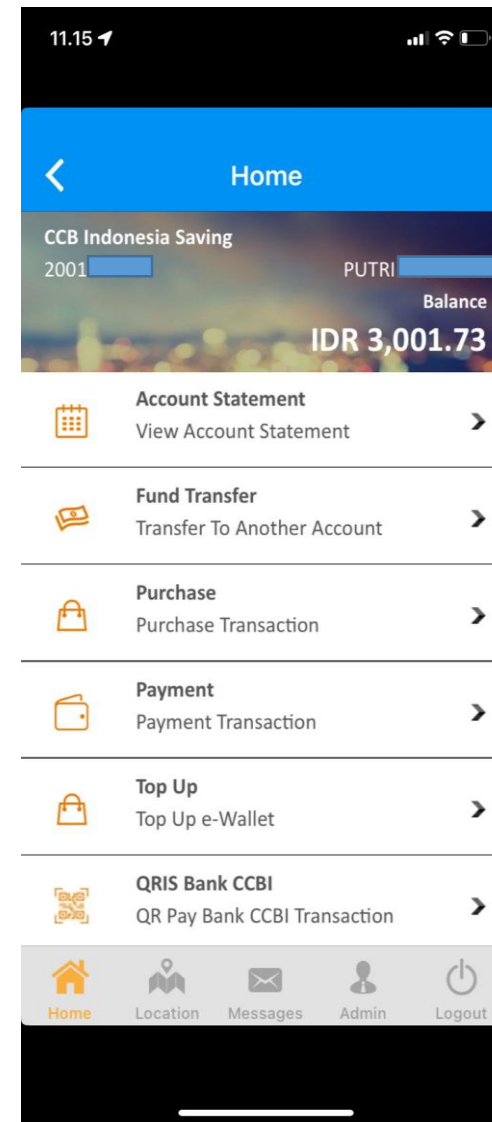 11.15
Home
CCB Indonesia Saving
2001 PUTRI
Balance
IDR 3,001.73
Account Statement
View Account Statement
Fund Transfer
Transfer To Another Account
Purchase
Purchase Transaction
Payment
Payment Transaction
Top Up
Top Up e-Wallet
QRIS Bank CCBI
QR Pay Bank CCBI Transaction
Home Location Messages Admin Logout